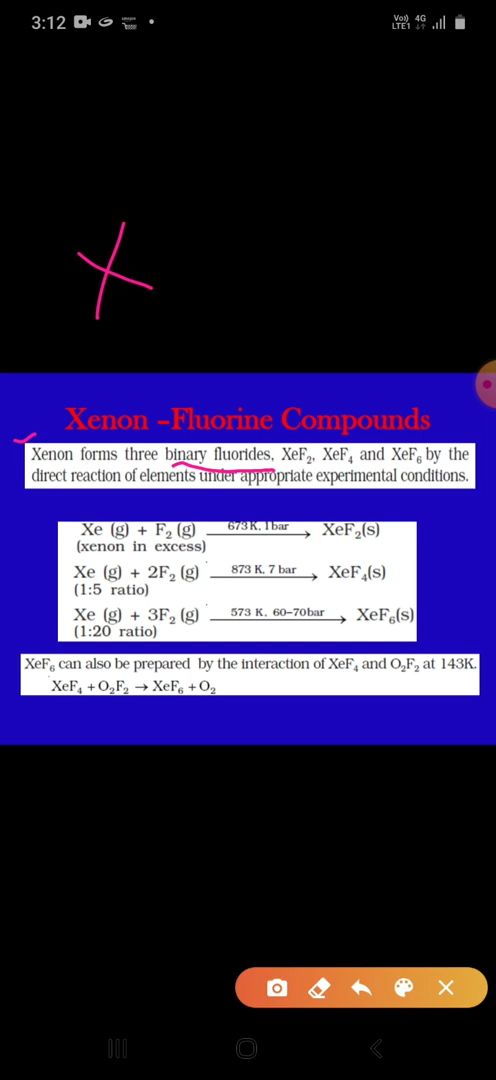 3:12
Vo)) 4G
LTE1
Xenon –Fluorine Compounds
Xenon forms three binary fluorides, XeF₂, XeF₄ and XeF₆ by the
direct reaction of elements under appropriate experimental conditions.
Xe (g) + F₂ (g) 673 K, 1 bar → XeF₂(s)
(xenon in excess)
Xe (g) + 2F₂ (g) 873 K, 7 bar → XeF₄(s)
(1:5 ratio)
Xe (g) + 3F₂ (g) 573 K, 60–70bar → XeF₆(s)
(1:20 ratio)
XeF₆ can also be prepared by the interaction of XeF₄ and O₂F₂ at 143K.
XeF₄ + O₂F₂ → XeF₆ + O₂